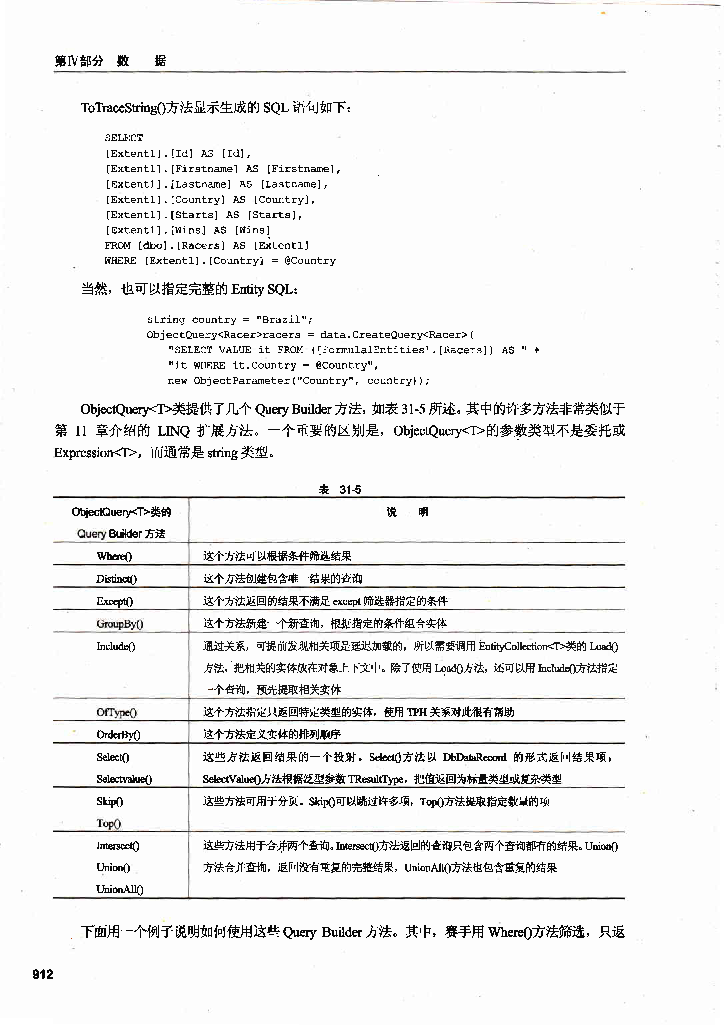 第Ⅳ部分 数 据
ToTraceString()方法显示生成的 SQL 语句如下：
SELECT
[Extent1].[Id] AS [Id],
[Extent1].[Firstname] AS [Firstname],
[Extent1].[Lastname] AS [Lastname],
[Extent1].[Country] AS [Country],
[Extent1].[Starts] AS [Starts],
[Extent1].[Wins] AS [Wins]
FROM [dbo].[Racers] AS [Extent1]
WHERE [Extent1].[Country] = @Country
当然，也可以指定完整的 Entity SQL：
string country = "Brazil";
ObjectQuery<Racer>racers = data.CreateQuery<Racer>(
"SELECT VALUE it FROM ([Formula1Entities].[Racers]) AS " +
"it WHERE it.Country = @Country",
new ObjectParameter("Country", country));
ObjectQuery<T>类提供了几个 Query Builder 方法，如表 31-5 所述。其中的许多方法非常类似于
第 11 章介绍的 LINQ 扩展方法。一个重要的区别是，ObjectQuery<T>的参数类型不是委托或
Expression<T>，而通常是 string 类型。
表 31-5
ObjectQuery<T>类的
Query Builder 方法
说 明
Where() 这个方法可以根据条件筛选结果
Distinct() 这个方法创建包含唯一结果的查询
Except() 这个方法返回的结果不满足 except 筛选器指定的条件
GroupBy() 这个方法新建一个新查询，根据指定的条件组合实体
Include() 通过关系，可提前发现相关项是延迟加载的，所以需要调用 EntityCollection<T>类的 Load()
方法，把相关的实体放在对象上下文中。除了使用 Load()方法，还可以用 Include()方法指定
一个查询，预先提取相关实体
OfType() 这个方法指定只返回特定类型的实体，使用 TPH 关系对此很有帮助
OrderBy() 这个方法定义实体的排列顺序
Select() 这些方法返回结果的一个投射。Select()方法以 DbDataRecord 的形式返回结果项，
Selectvalue() SelectValue()方法根据泛型参数 TResultType，把值返回为标量类型或复杂类型
Skip() 这些方法可用于分页。Skip()可以跳过许多项，Top()方法提取指定数量的项
Top()
Intersect() 这些方法用于合并两个查询。Intersect()方法返回的查询只包含两个查询都有的结果。Union()
Union() 方法合并查询，返回没有重复的完整结果，UnionAll()方法也包含重复的结果
UnionAll()
下面用一个例子说明如何使用这些 Query Builder 方法。其中，赛手用 Where()方法筛选，只返
912